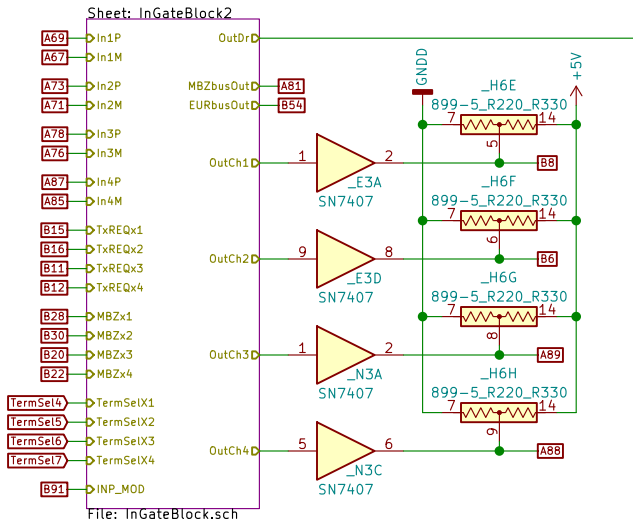 Sheet: InGateBlock2
A69 In1P OutDr
A67 In1M
GNDD +5V
A73 In2P MBZbusOut A81
A71 In2M EURbusOut B54
_H6E
899-5_R220_R330
7 14
5
A78 In3P
A76 In3M
OutCh1 1 2 B8
_E3A
SN7407
A87 In4P
A85 In4M
_H6F
899-5_R220_R330
7 14
6
B15 TxREQx1
B16 TxREQx2
OutCh2 9 8 B6
B11 TxREQx3
B12 TxREQx4
_E3D
SN7407
_H6G
899-5_R220_R330
7 14
8
B28 MBZx1
B30 MBZx2
B20 MBZx3
OutCh3 1 2 A89
B22 MBZx4
_N3A
SN7407
_H6H
899-5_R220_R330
7 14
9
TermSel4 TermSelX1
TermSel5 TermSelX2
TermSel6 TermSelX3
TermSel7 TermSelX4
OutCh4 5 6 A88
_N3C
SN7407
B91 INP_MOD
File: InGateBlock.sch